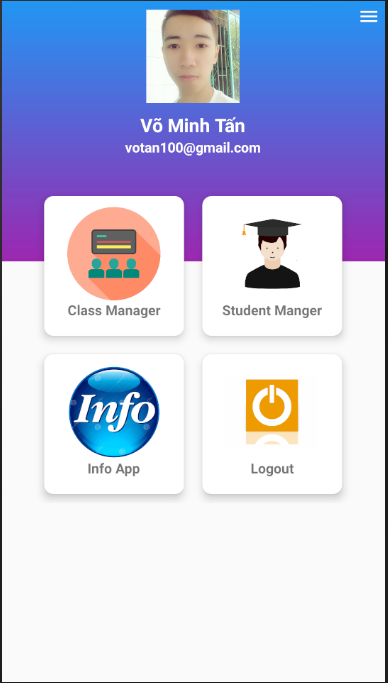 Võ Minh Tấn
votan100@gmail.com
Class Manager
Student Manger
Info
Info App
Logout